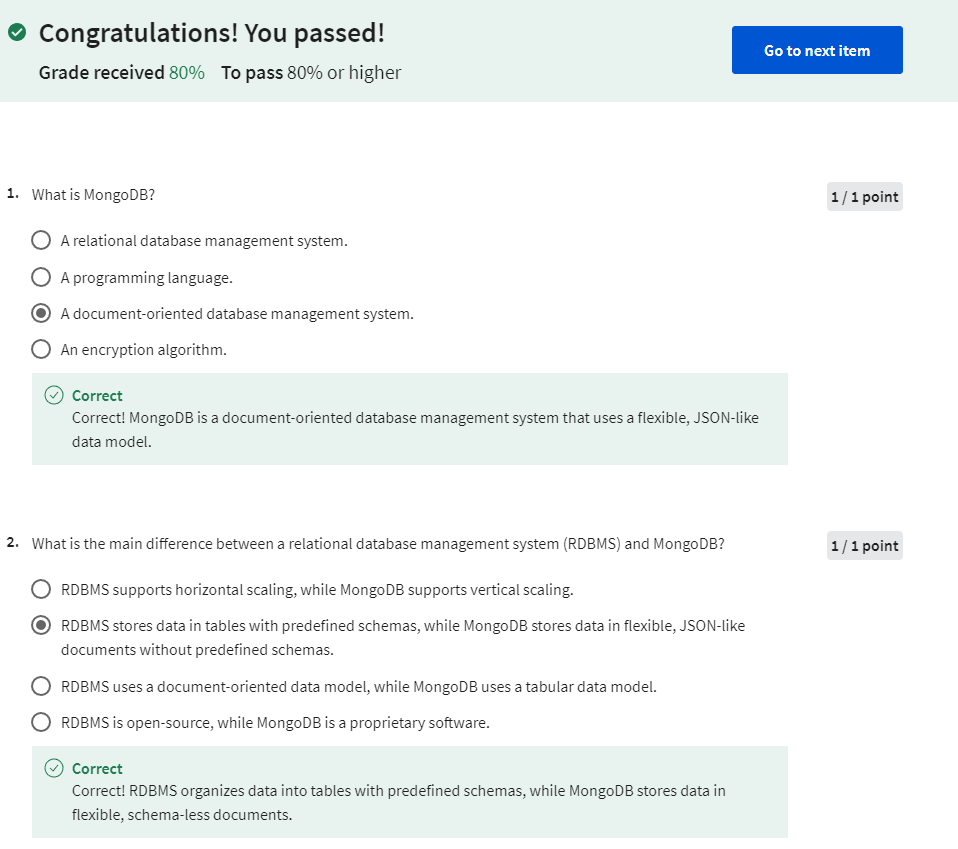 Congratulations! You passed!
Grade received 80% To pass 80% or higher
Go to next item
1. What is MongoDB?
1 / 1 point
A relational database management system.
A programming language.
A document-oriented database management system.
An encryption algorithm.
Correct
Correct! MongoDB is a document-oriented database management system that uses a flexible, JSON-like
data model.
2. What is the main difference between a relational database management system (RDBMS) and MongoDB?
1 / 1 point
RDBMS supports horizontal scaling, while MongoDB supports vertical scaling.
RDBMS stores data in tables with predefined schemas, while MongoDB stores data in flexible, JSON-like
documents without predefined schemas.
RDBMS uses a document-oriented data model, while MongoDB uses a tabular data model.
RDBMS is open-source, while MongoDB is a proprietary software.
Correct
Correct! RDBMS organizes data into tables with predefined schemas, while MongoDB stores data in
flexible, schema-less documents.